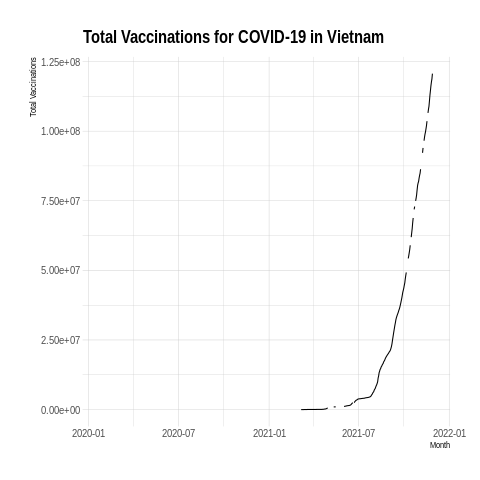 Total Vaccinations for COVID-19 in Vietnam
Total Vaccinations
1.25e+08
1.00e+08
7.50e+07
5.00e+07
2.50e+07
0.00e+00
2020-01 2020-07 2021-01 2021-07 2022-01
Month